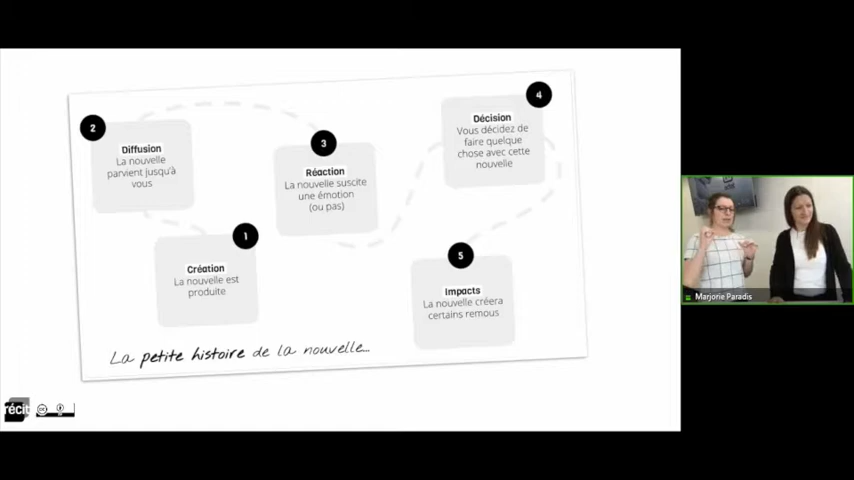 2
Diffusion
La nouvelle
parvient jusqu'à
vous
1
Création
La nouvelle est
produite
3
Réaction
La nouvelle suscite
une émotion
(ou pas)
4
Décision
Vous décidez de
faire quelque
chose avec cette
nouvelle
5
Impacts
La nouvelle créera
certains remous
La petite histoire de la nouvelle...
récit
Marjorie Paradis